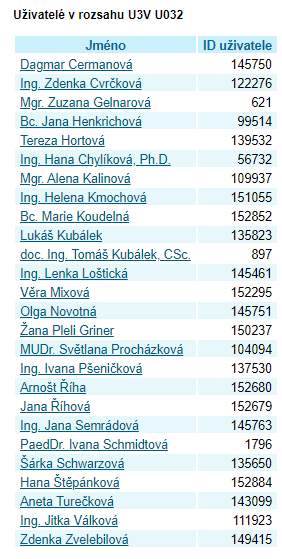 Uživatelé v rozsahu U3V U032
Jméno ID uživatele
Dagmar Cermanová 145750
Ing. Zdenka Cvrčková 122276
Mgr. Zuzana Gelnarová 621
Bc. Jana Henkrichová 99514
Tereza Hortová 139532
Ing. Hana Chylíková, Ph.D. 56732
Mgr. Alena Kalinová 109937
Ing. Helena Kmochová 151055
Bc. Marie Koudelná 152852
Lukáš Kubálek 135823
doc. Ing. Tomáš Kubálek, CSc. 897
Ing. Lenka Loštická 145461
Věra Mixová 152295
Olga Novotná 145751
Žana Pleli Griner 150237
MUDr. Světlana Procházková 104094
Ing. Ivana Pšeničková 137530
Arnošt Říha 152680
Jana Říhová 152679
Ing. Jana Semrádová 145763
PaedDr. Ivana Schmidtová 1796
Šárka Schwarzová 135650
Hana Štěpánková 152884
Aneta Turečková 143099
Ing. Jitka Válková 111923
Zdenka Zvelebilová 149415